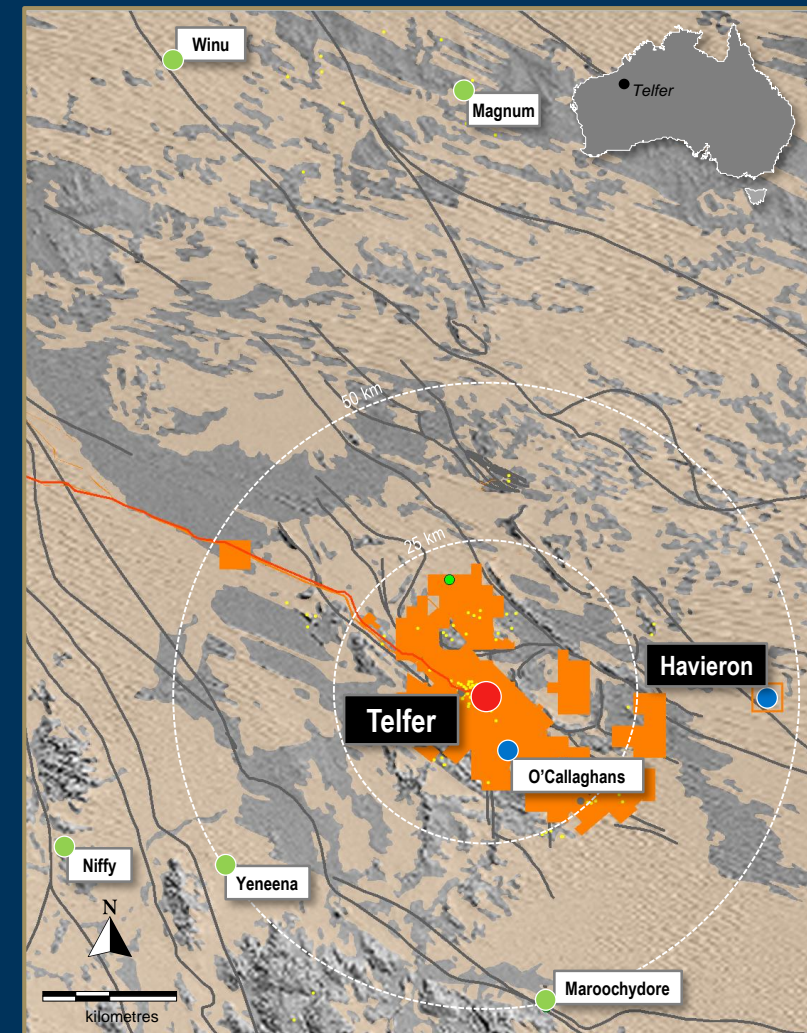 Winu
Magnum
Telfer
50 km
25 km
Havieron
Telfer
O'Callaghans
Niffy
Yeneena
N
Maroochydore
kilometres